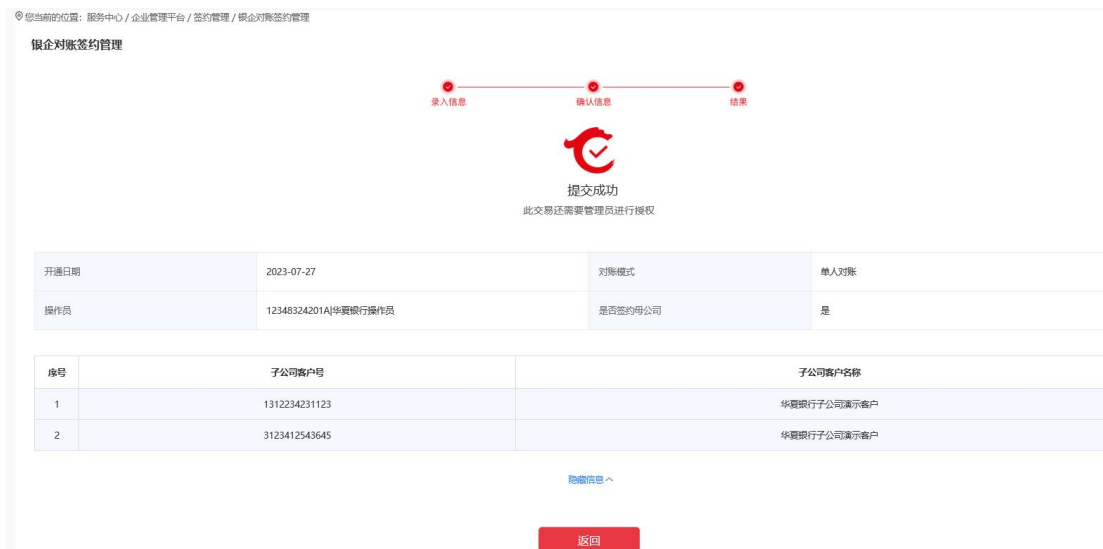 您当前的位置：服务中心 / 企业管理平台 / 签约管理 / 银企对账签约管理
银企对账签约管理
录入信息 确认信息 结果
提交成功
此交易还需要管理员进行授权
开通日期 2023-07-27 对账模式 单人对账
操作员 12348324201A|华夏银行操作员 是否签约母公司 是
序号 子公司客户号 子公司客户名称
1 1312234231123 华夏银行子公司演示客户
2 3123412543645 华夏银行子公司演示客户
隐藏信息
返回